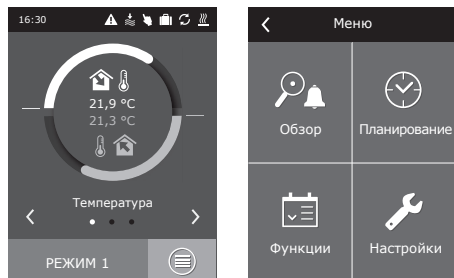 16:30
21,9 °C
21,3 °C
Температура
РЕЖИМ 1
Меню
Обзор
Планирование
Функции
Настройки